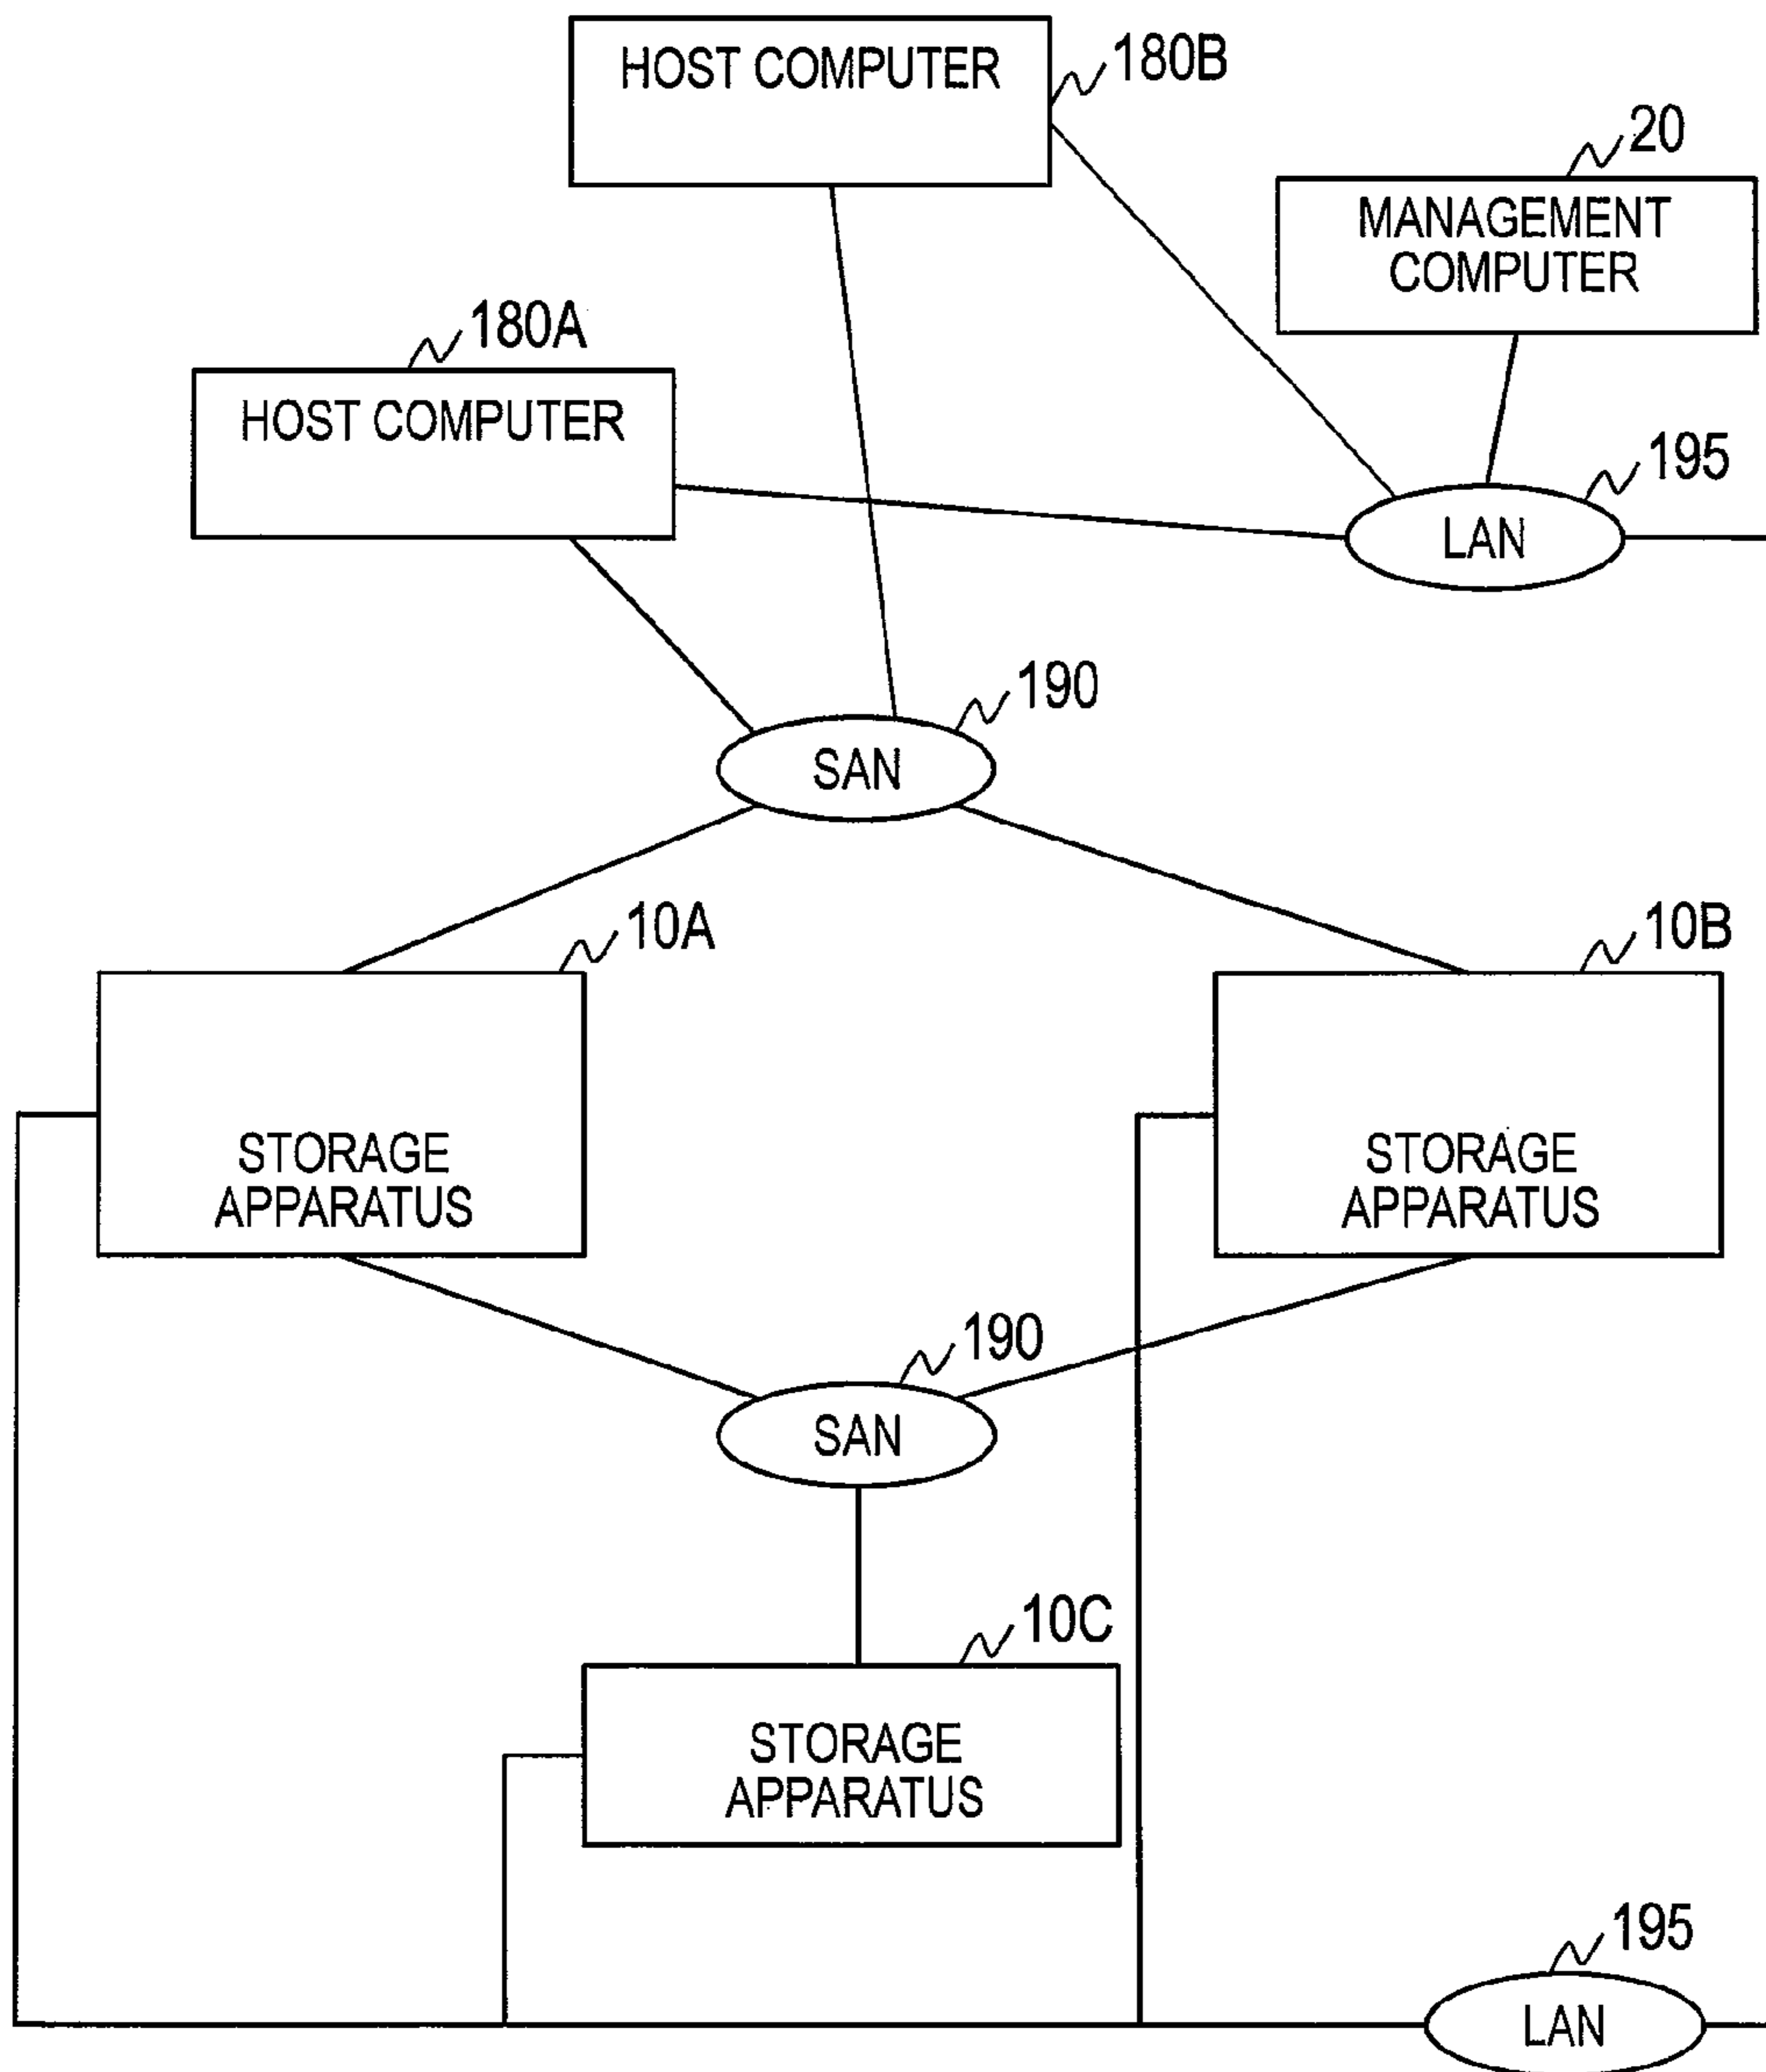 HOST COMPUTER
180B
20
MANAGEMENT
COMPUTER
180A
HOST COMPUTER
195
LAN
190
SAN
10A
10B
STORAGE
APPARATUS
STORAGE
APPARATUS
190
SAN
10C
STORAGE
APPARATUS
195
LAN